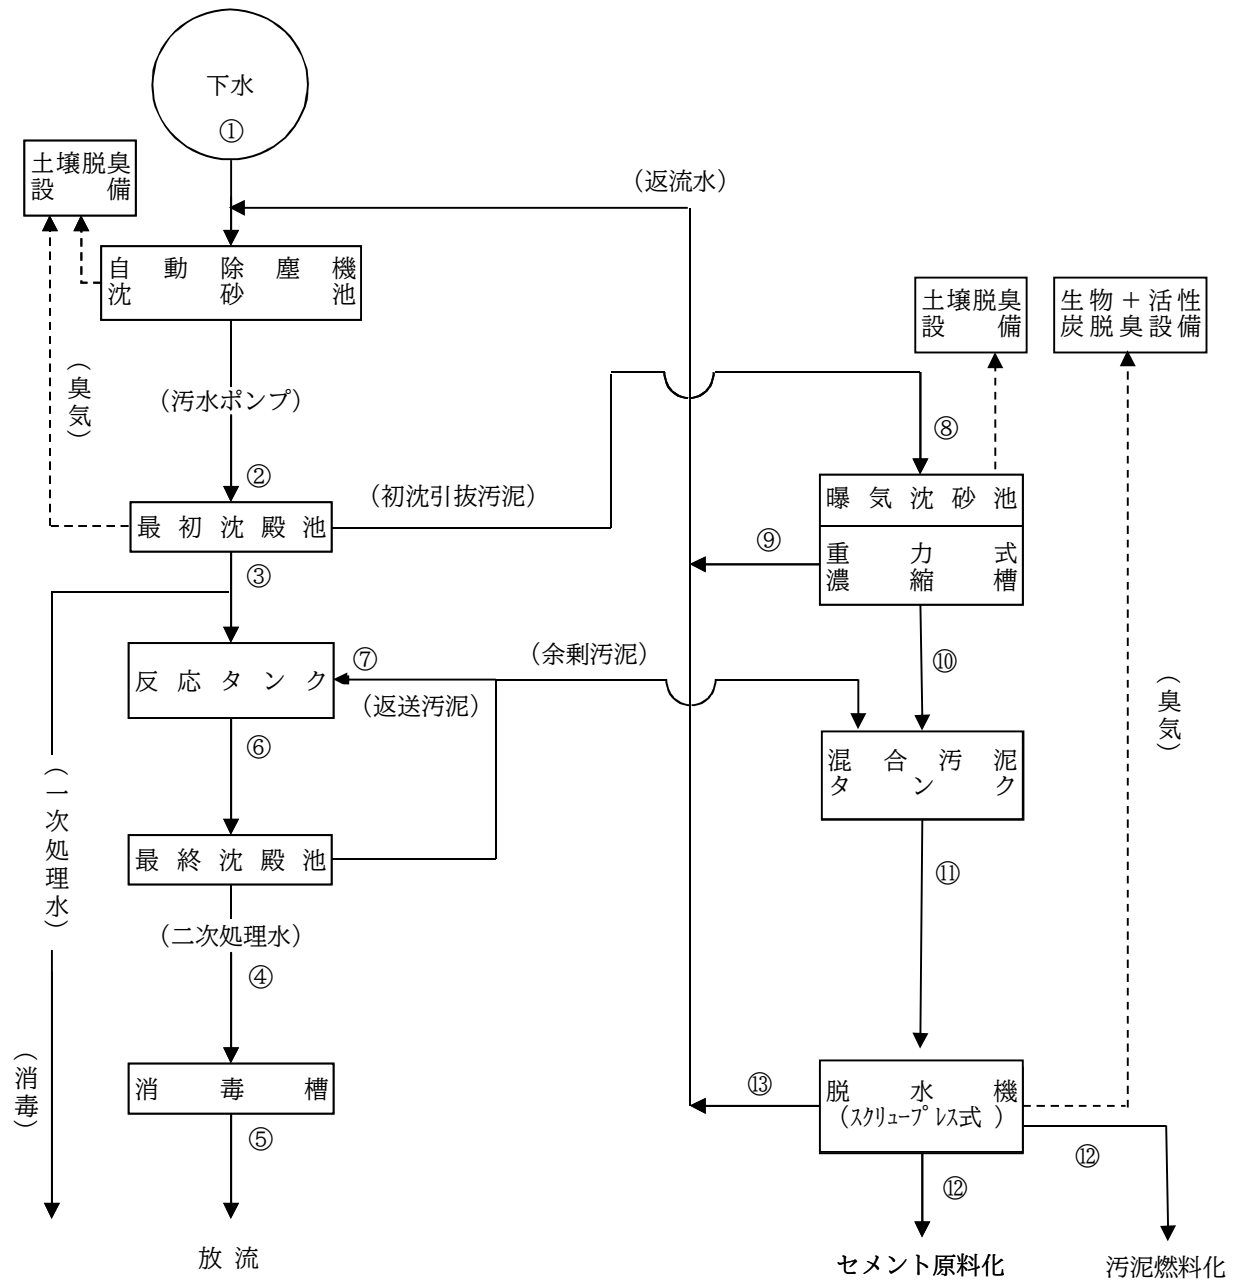 下水
①
土壌脱臭
設備
（返流水）
自動除塵機
沈砂池
土壌脱臭
設備
生物＋活性
炭脱臭設備
（臭気）
（汚水ポンプ）
⑧
②
（初沈引抜汚泥）
最初沈殿池
曝気沈砂池
⑨
重力式
濃縮槽
③
（余剰汚泥）
⑦
⑩
反応タンク
（返送汚泥）
（臭気）
⑥
混合汚泥
タンク
（一次処理水）
最終沈殿池
⑪
（二次処理水）
④
（消毒）
消毒槽
⑬
脱水機
（ｽｸﾘｭｰﾌﾟﾚｽ式）
⑤
⑫
⑫
放流
セメント原料化
汚泥燃料化